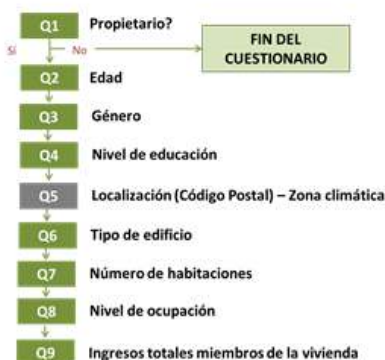 Q1 Propietario?
Sí
No
FIN DEL
CUESTIONARIO
Q2 Edad
Q3 Género
Q4 Nivel de educación
Q5 Localización (Código Postal) – Zona climática
Q6 Tipo de edificio
Q7 Número de habitaciones
Q8 Nivel de ocupación
Q9 Ingresos totales miembros de la vivienda